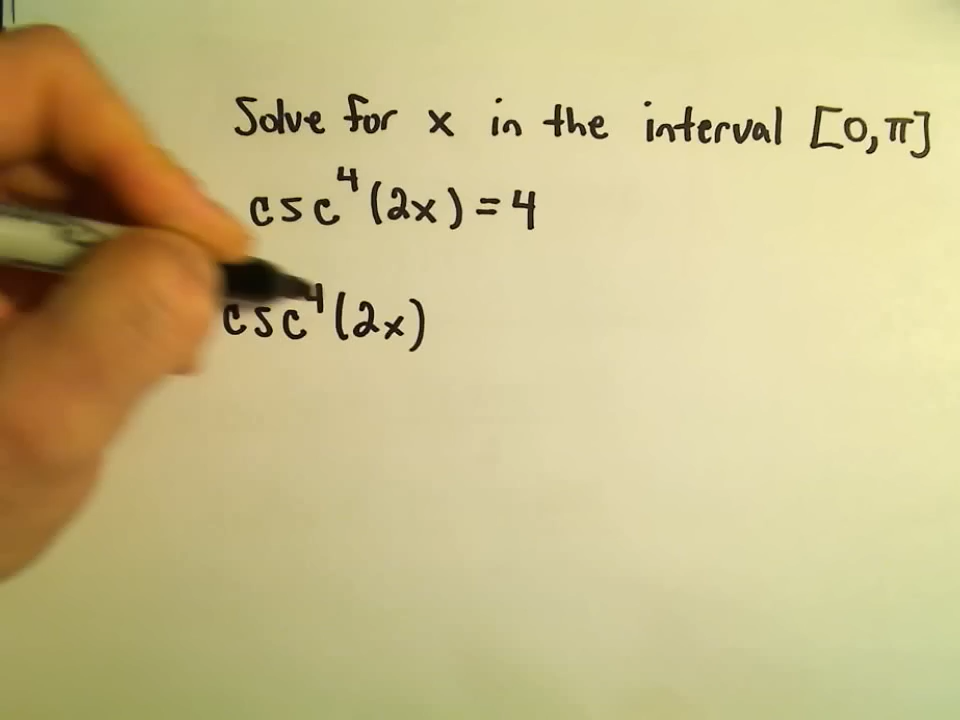 Solve for x in the interval [0,π]
csc⁴(2x)=4
csc⁴(2x)